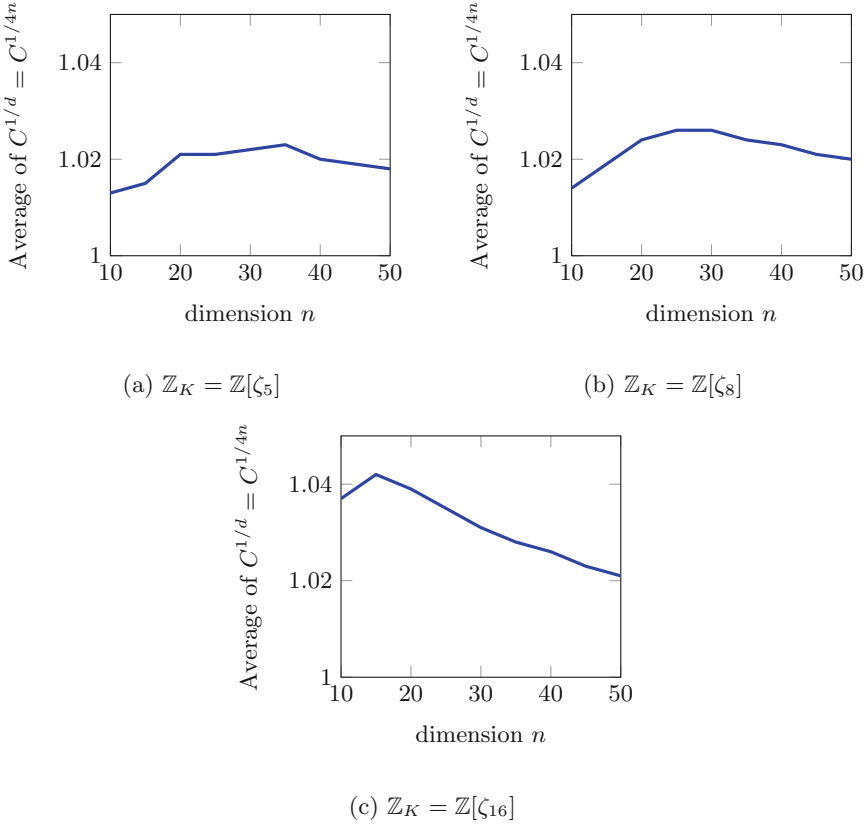 Average of C^{1/d} = C^{1/4n}
1.04
1.02
1
10 20 30 40 50
dimension n
(a) ℤ_K = ℤ[ζ_5]
Average of C^{1/d} = C^{1/4n}
1.04
1.02
1
10 20 30 40 50
dimension n
(b) ℤ_K = ℤ[ζ_8]
Average of C^{1/d} = C^{1/4n}
1.04
1.02
1
10 20 30 40 50
dimension n
(c) ℤ_K = ℤ[ζ_{16}]